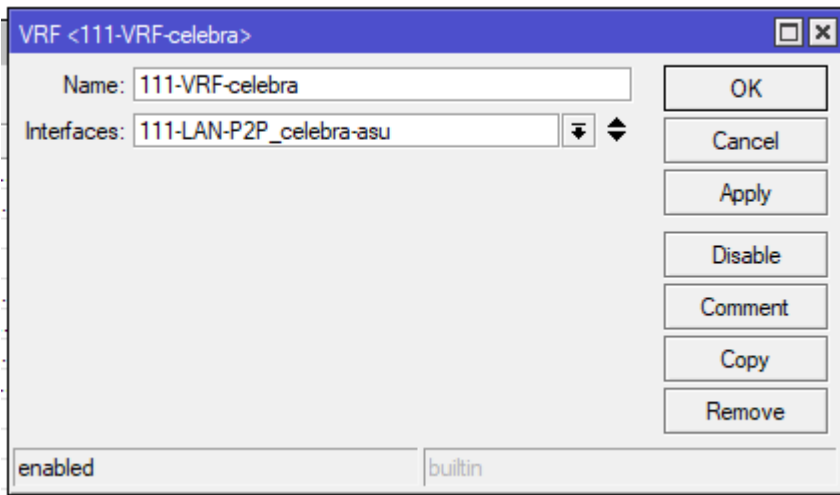 VRF <111-VRF-celebra>
Name: 111-VRF-celebra
Interfaces: 111-LAN-P2P_celebra-asu
OK
Cancel
Apply
Disable
Comment
Copy
Remove
enabled
builtin